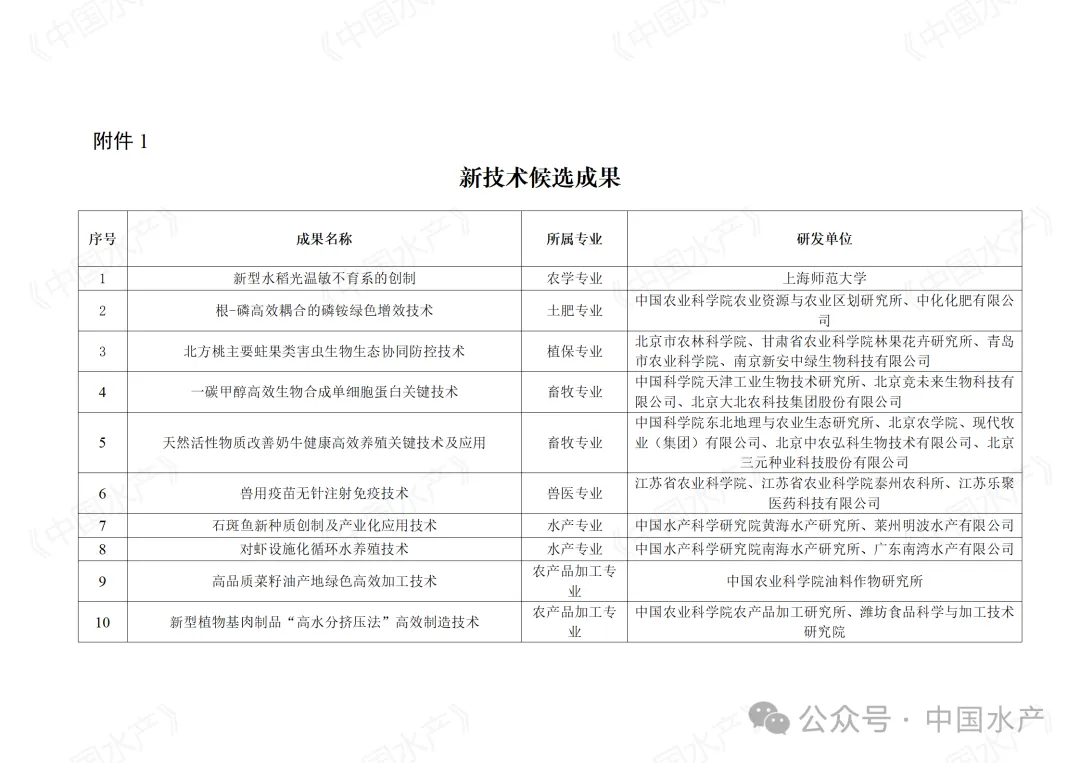 附件 1
新技术候选成果
序号 成果名称 所属专业 研发单位
1 新型水稻光温敏不育系的创制 农学专业 上海师范大学
2 根-磷高效耦合的磷铵绿色增效技术 土肥专业 中国农业科学院农业资源与农业区划研究所、中化化肥有限公
司
3 北方桃主要蛀果类害虫生物生态协同防控技术 植保专业 北京市农林科学院、甘肃省农业科学院林果花卉研究所、青岛
市农业科学院、南京新安中绿生物科技有限公司
4 一碳甲醇高效生物合成单细胞蛋白关键技术 畜牧专业 中国科学院天津工业生物技术研究所、北京竞未来生物科技有
限公司、北京大北农科技集团股份有限公司
5 天然活性物质改善奶牛健康高效养殖关键技术及应用 畜牧专业 中国科学院东北地理与农业生态研究所、北京农学院、现代牧
业（集团）有限公司、北京中农弘科生物技术有限公司、北京
三元种业科技股份有限公司
6 兽用疫苗无针注射免疫技术 兽医专业 江苏省农业科学院、江苏省农业科学院泰州农科所、江苏乐聚
医药科技有限公司
7 石斑鱼新种质创制及产业化应用技术 水产专业 中国水产科学研究院黄海水产研究所、莱州明波水产有限公司
8 对虾设施化循环水养殖技术 水产专业 中国水产科学研究院南海水产研究所、广东南湾水产有限公司
9 高品质菜籽油产地绿色高效加工技术 农产品加工专
业 中国农业科学院油料作物研究所
10 新型植物基肉制品“高水分挤压法”高效制造技术 农产品加工专
业 中国农业科学院农产品加工研究所、潍坊食品科学与加工技术
研究院
公众号 · 中国水产
《中国水产》